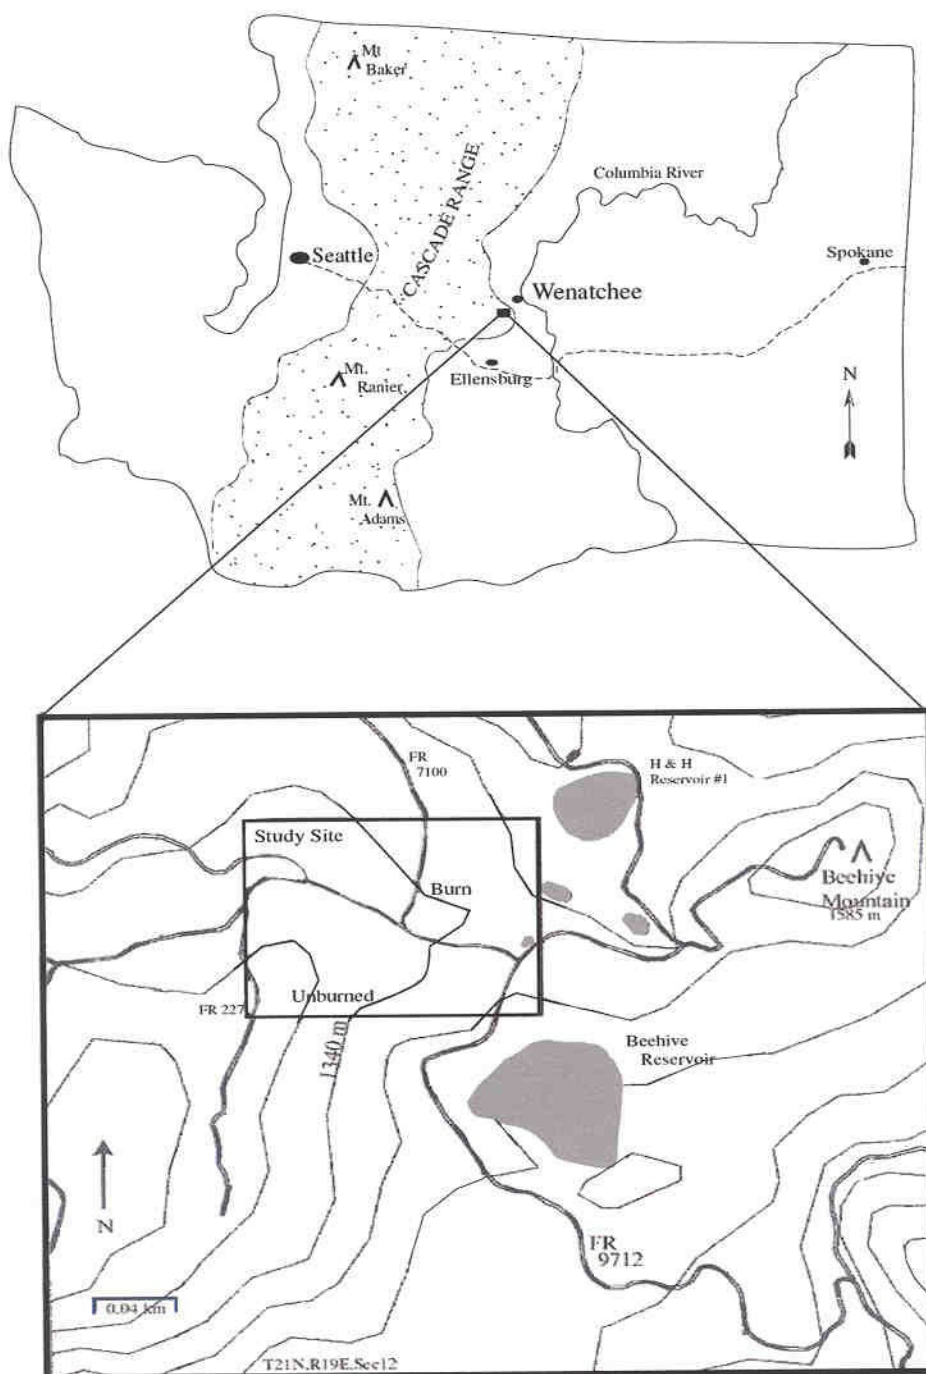 Mt
Baker
CASCADE RANGE
Columbia River
Seattle
Spokane
Wenatchee
Mt.
Ranier
Ellensburg
N
Mt.
Adams
FR
7100
H & H
Reservoir #1
Study Site
Burn
Beehive
Mountain
1585 m
FR 227
Unburned
1340 m
Beehive
Reservoir
N
FR
9712
0.04 km
T21N.R19E.Sec12